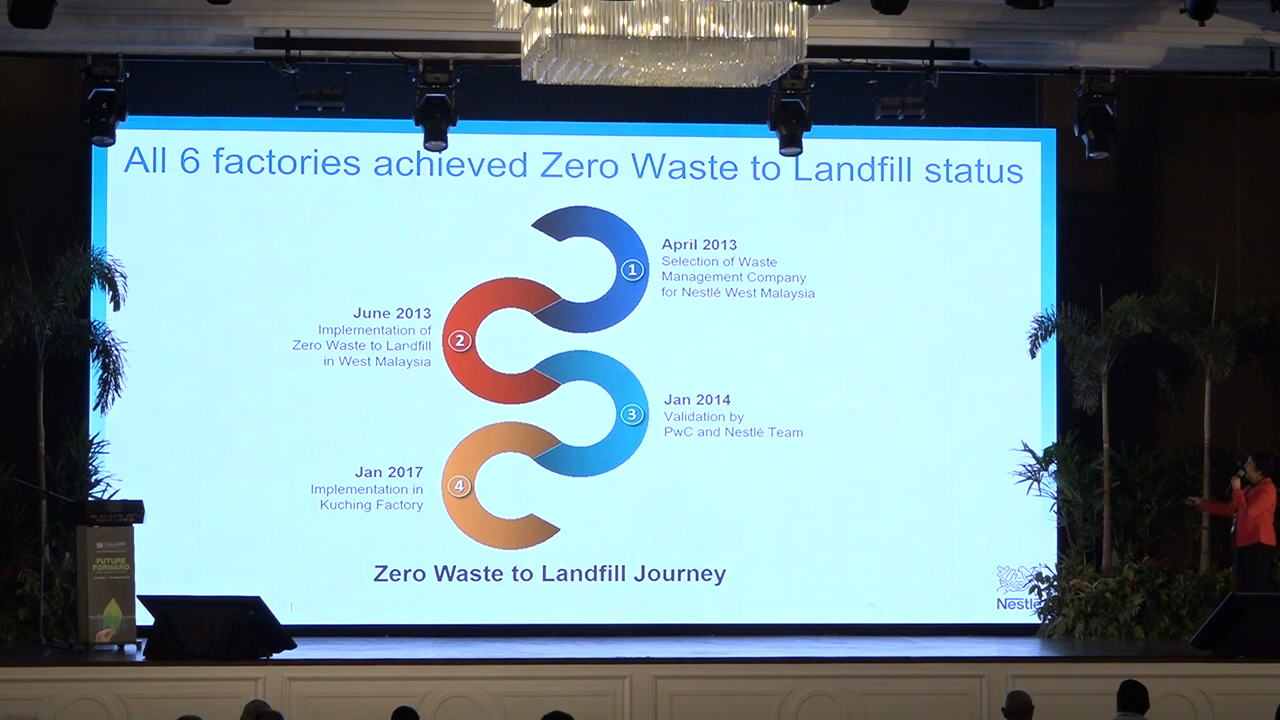 All 6 factories achieved Zero Waste to Landfill status
1
April 2013
Selection of Waste
Management Company
for Nestlé West Malaysia
June 2013
Implementation of
Zero Waste to Landfill
in West Malaysia
2
3
Jan 2014
Validation by
PwC and Nestlé Team
Jan 2017
Implementation in
Kuching Factory
4
Zero Waste to Landfill Journey
Nestlé
FUTURE
FORWARD